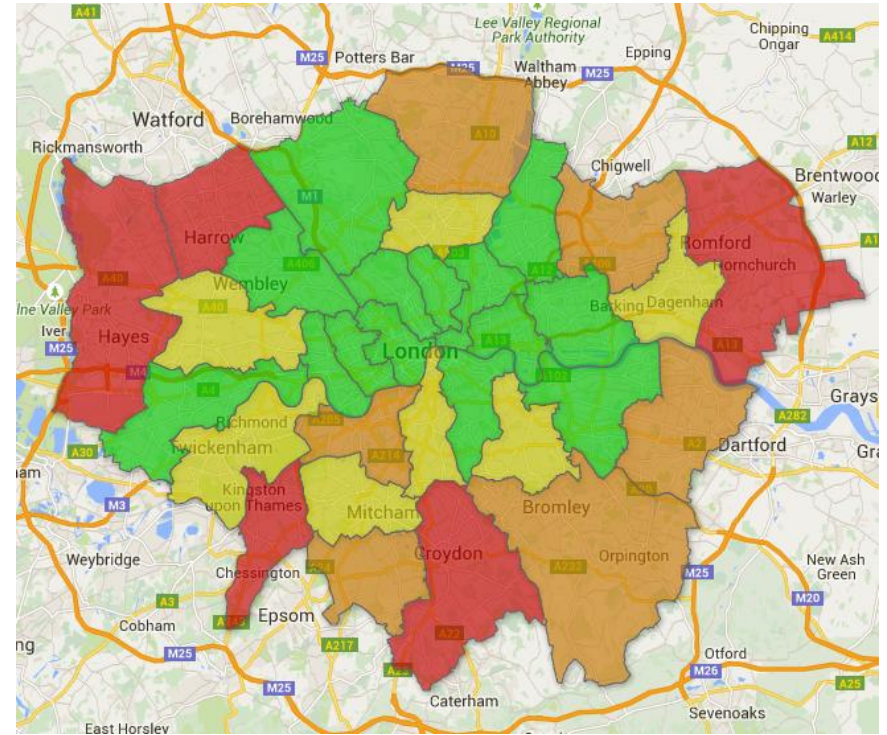 A41
Lee Valley Regional
Park Authority
Chipping
Ongar
A414
M25
Potters Bar
M25
Epping
Waltham
Abbey
M25
Watford
Borehamwood
A10
A12
Rickmansworth
Chigwell
Brentwood
Warley
M1
Harrow
Romford
Hornchurch
A40
A406
A12
A406
Wembley
A40
Barking
Dagenham
lne Valley Park
Iver
Hayes
M25
London
A13
A13
M4
A4
A102
Richmond
A205
Grays
A282
Twickenham
A30
A214
A2
Dartford
Kingston
upon Thames
M3
Mitcham
Bromley
Croydon
Weybridge
Orpington
A232
Chessington
A24
M25
New Ash
Green
A3
M20
Cobham
Epsom
A22
A217
M25
Otford
M26
M25
A25
Caterham
Sevenoaks
East Horsley